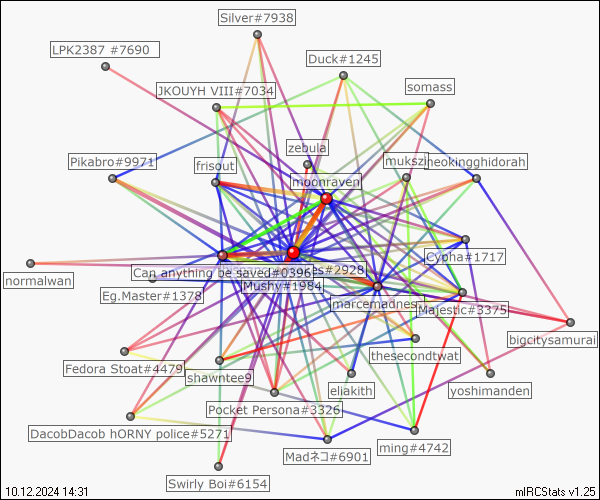 Silver#7938
LPK2387 #7690
Duck#1245
JKOUYH VIII#7034
somass
zebula
Pikabro#9971
frisout
muksz
neokingghidorah
moonraven
Cypha#1717
normalwan
Can anything be saved#0396
es#2928
Mushy#1984
Eg.Master#1378
marcemadness
Majestic#3375
bigcitysamurai
thesecondtwat
Fedora Stoat#4479
shawntee9
eliakith
yoshimanden
Pocket Persona#3326
DacobDacob hORNY police#5271
ming#4742
Madネコ#6901
Swirly Boi#6154
10.12.2024 14:31
mIRCStats v1.25